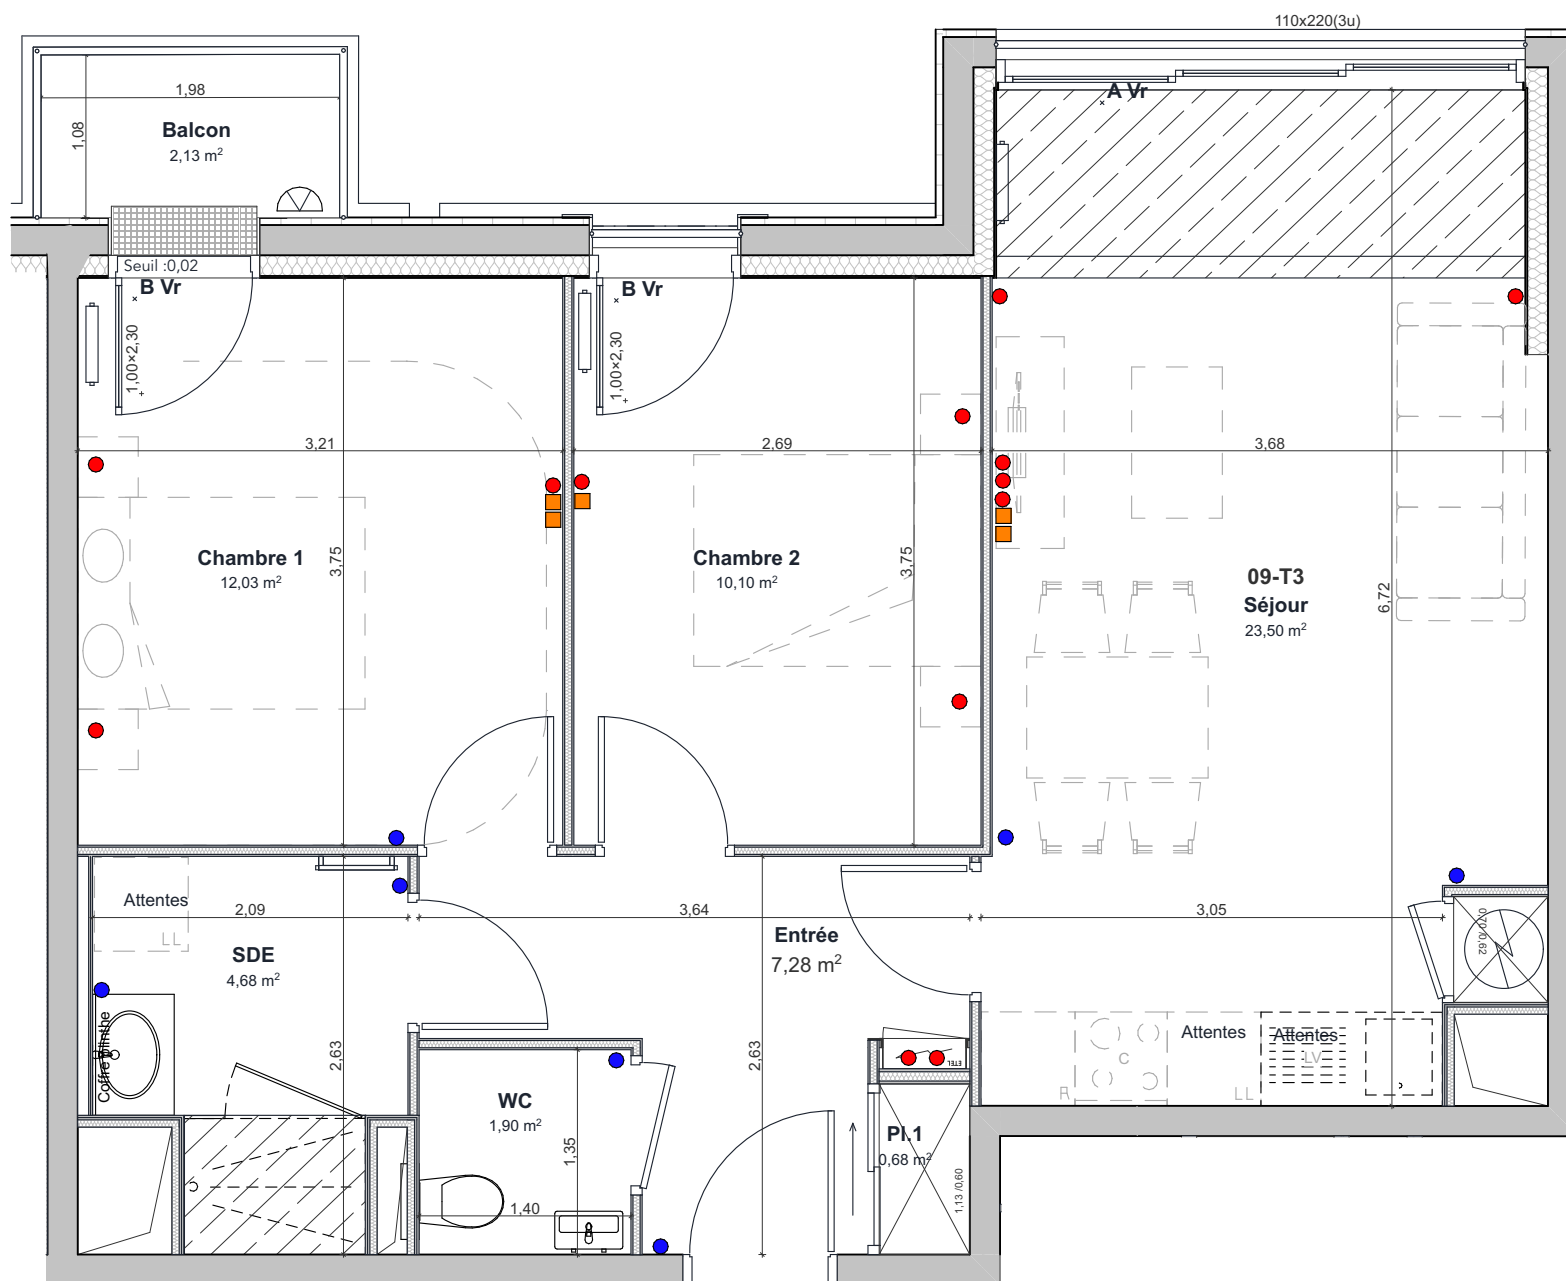 110x220(3u)
1,98
A Vr
1,08
Balcon
2,13 m²
Seuil :0,02
B Vr
B Vr
1,00×2,30
1,00×2,30
3,21
2,69
3,68
Chambre 1
12,03 m²
3,75
Chambre 2
10,10 m²
3,75
09-T3
Séjour
23,50 m²
6,72
Attentes
2,09
LL
SDE
4,68 m²
3,64
Entrée
7,28 m²
3,05
0,70 /0,62
Coffre plinthe
2,63
2,63
Attentes
Attentes
C
LV
R
LL
ETEL
WC
1,90 m²
1,35
1,40
Pl.1
0,68 m²
1,13 /0,60